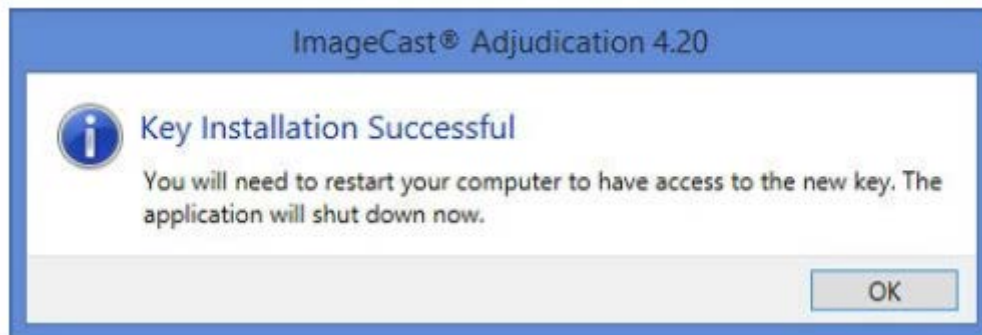 ImageCast® Adjudication 4.20
Key Installation Successful
You will need to restart your computer to have access to the new key. The
application will shut down now.
OK